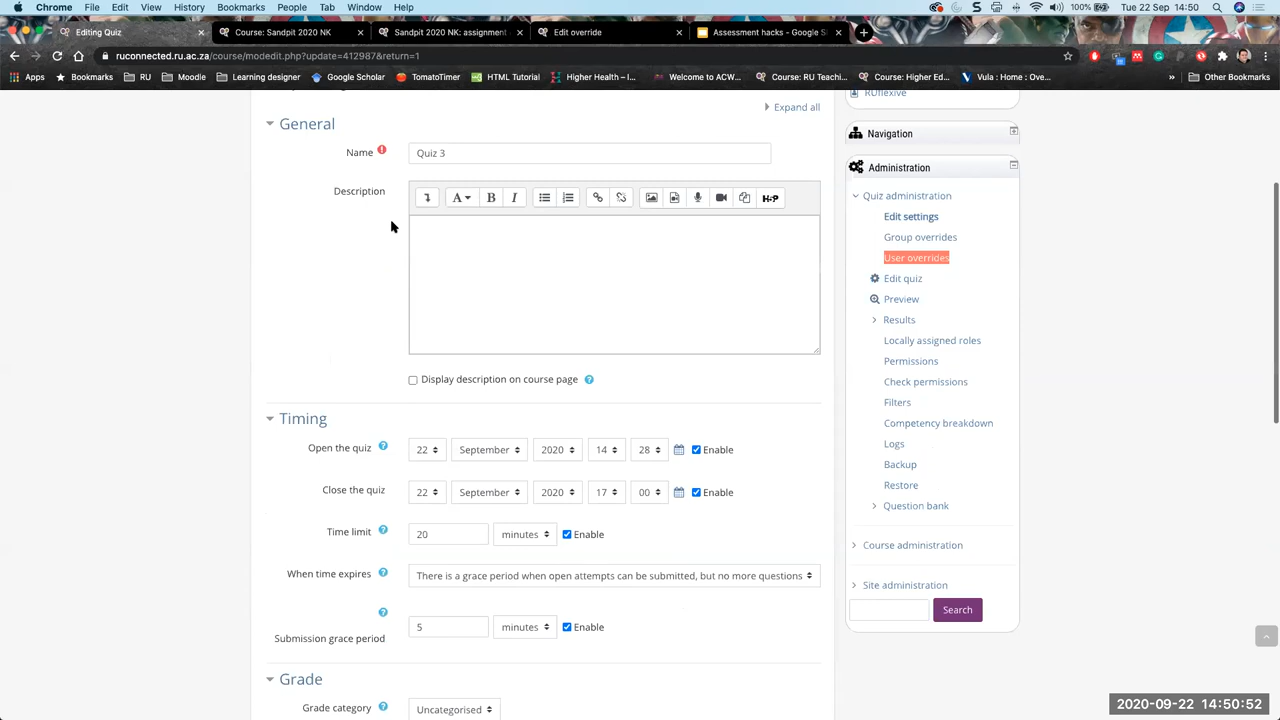 Chrome File Edit View History Bookmarks People Tab Window Help 100% Tue 22 Sep 14:50
Editing Quiz Course: Sandpit 2020 NK Sandpit 2020 NK: assignment Edit override Assessment hacks - Google S
ruconnected.ru.ac.za/course/modedit.php?update=412987&return=1
Apps Bookmarks RU Moodle Learning designer Google Scholar TomatoTimer HTML Tutorial Higher Health – I... Welcome to ACW... Course: RU Teachi... Course: Higher Ed... Vula : Home : Ove... » Other Bookmarks
RUflexive
Expall all
General
Name Quiz 3
Description
A B I H-P
Display description on course page
Timing
Open the quiz 22 September 2020 14 28 Enable
Close the quiz 22 September 2020 17 00 Enable
Time limit 20 minutes Enable
When time expires There is a grace period when open attempts can be submitted, but no more questions
Submission grace period 5 minutes Enable
Grade
Grade category Uncategorised
Navigation
Administration
Quiz administration
Edit settings
Group overrides
User overrides
Edit quiz
Preview
Results
Locally assigned roles
Permissions
Check permissions
Filters
Competency breakdown
Logs
Backup
Restore
Question bank
Course administration
Site administration
Search
2020-09-22 14:50:52